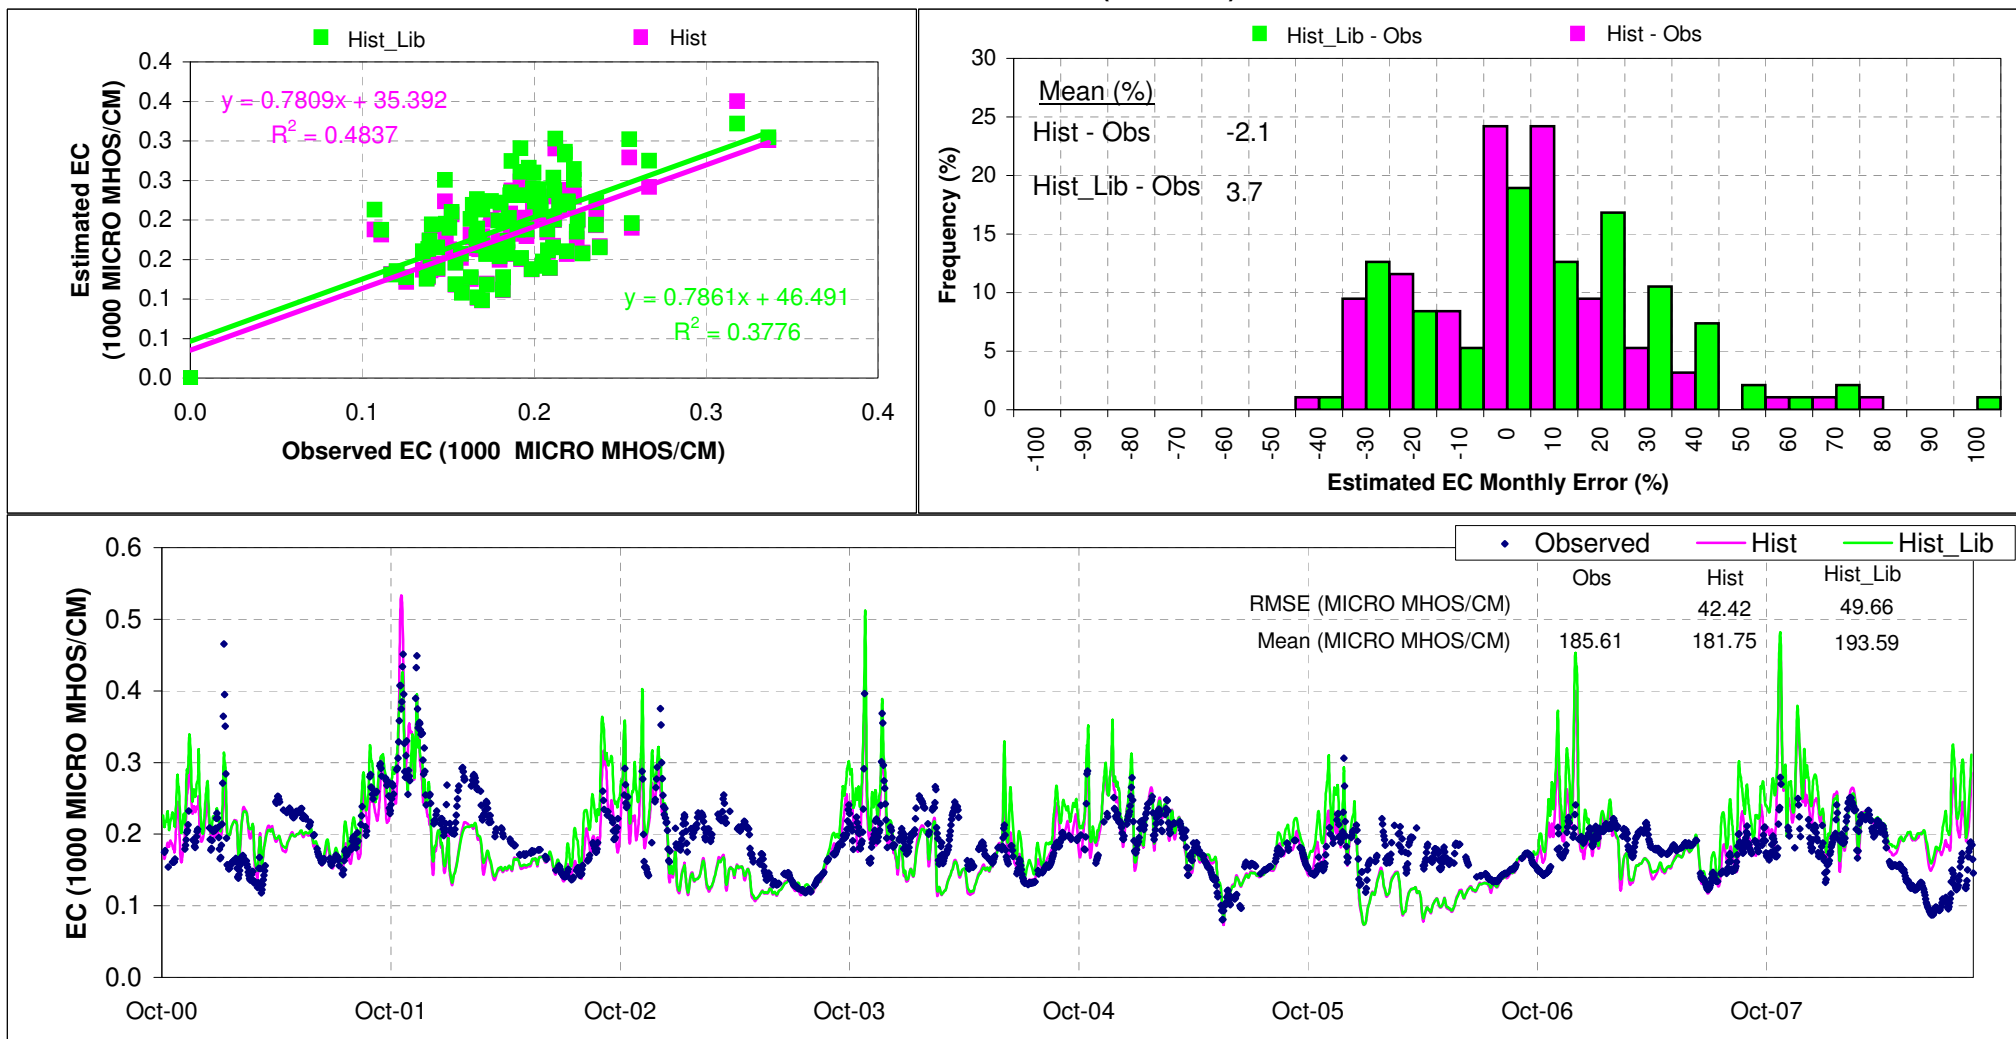 Hist_Lib
Hist
0.4
0.4
0.3
0.3
0.2
0.2
0.1
0.1
0.0
Estimated EC
(1000 MICRO MHOS/CM)
y = 0.7809x + 35.392
R² = 0.4837
y = 0.7861x + 46.491
R² = 0.3776
0.0 0.1 0.2 0.3 0.4
Observed EC (1000 MICRO MHOS/CM)
Hist_Lib - Obs
Hist - Obs
30
25
20
15
10
5
0
Frequency (%)
Mean (%)
Hist - Obs -2.1
Hist_Lib - Obs 3.7
-100 -90 -80 -70 -60 -50 -40 -30 -20 -10 0 10 20 30 40 50 60 70 80 90 100
Estimated EC Monthly Error (%)
Observed Hist Hist_Lib
Obs Hist Hist_Lib
RMSE (MICRO MHOS/CM) 42.42 49.66
Mean (MICRO MHOS/CM) 185.61 181.75 193.59
0.6
0.5
0.4
0.3
0.2
0.1
0.0
EC (1000 MICRO MHOS/CM)
Oct-00 Oct-01 Oct-02 Oct-03 Oct-04 Oct-05 Oct-06 Oct-07